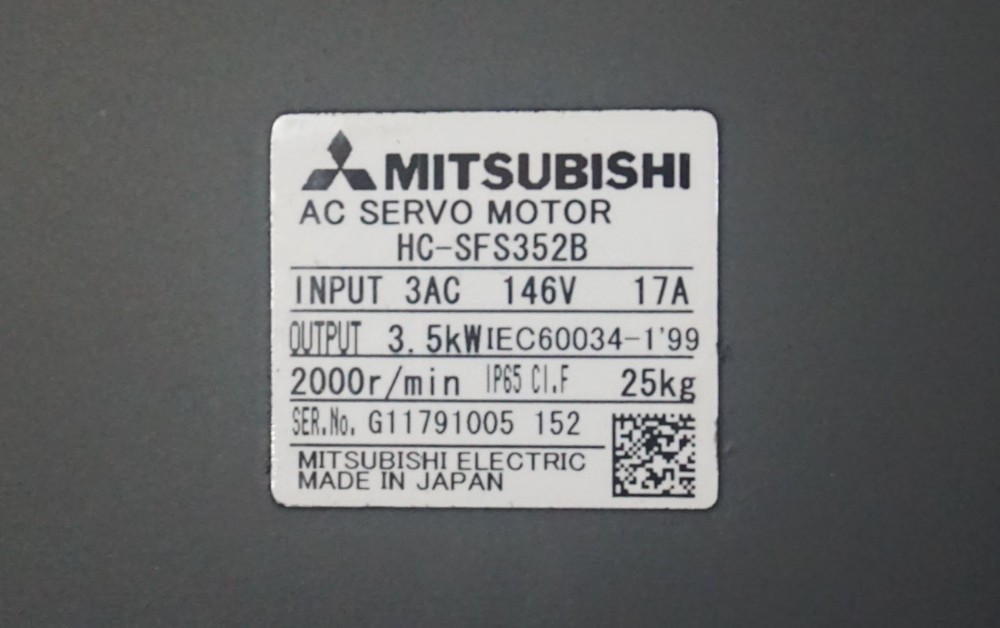 MITSUBISHI
AC SERVO MOTOR
HC-SFS352B
INPUT 3AC 146V 17A
OUTPUT 3.5kW IEC60034-1'99
2000r/min IP65 CI.F 25kg
SER.No. G11791005 152
MITSUBISHI ELECTRIC
MADE IN JAPAN